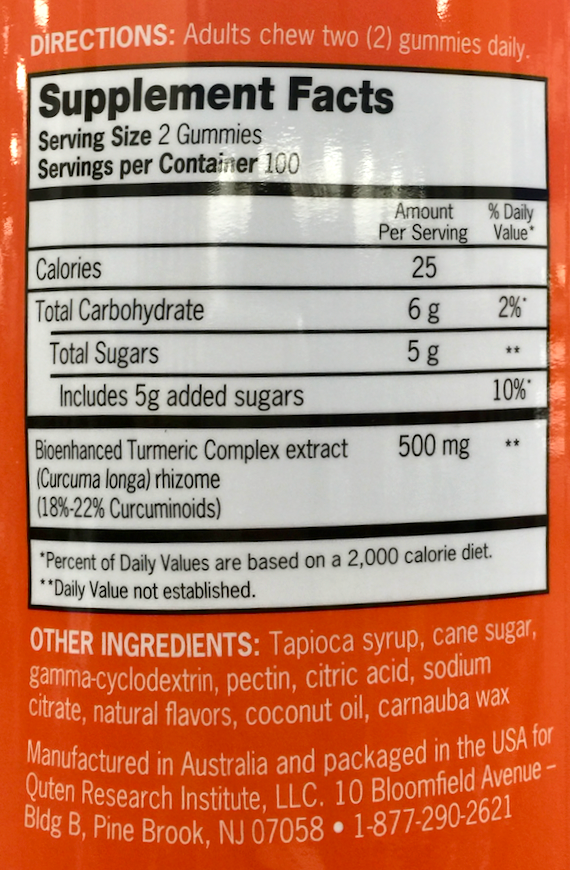 DIRECTIONS: Adults chew two (2) gummies daily.
Supplement Facts
Serving Size 2 Gummies
Servings per Container 100
Amount Per Serving % Daily Value*
Calories 25
Total Carbohydrate 6 g 2%*
Total Sugars 5 g **
Includes 5g added sugars 10%*
Bioenhanced Turmeric Complex extract 500 mg **
(Curcuma longa) rhizome
(18%-22% Curcuminoids)
*Percent of Daily Values are based on a 2,000 calorie diet.
**Daily Value not established.
OTHER INGREDIENTS: Tapioca syrup, cane sugar,
gamma-cyclodextrin, pectin, citric acid, sodium
citrate, natural flavors, coconut oil, carnauba wax
Manufactured in Australia and packaged in the USA for
Quten Research Institute, LLC. 10 Bloomfield Avenue –
Bldg B, Pine Brook, NJ 07058 • 1-877-290-2621